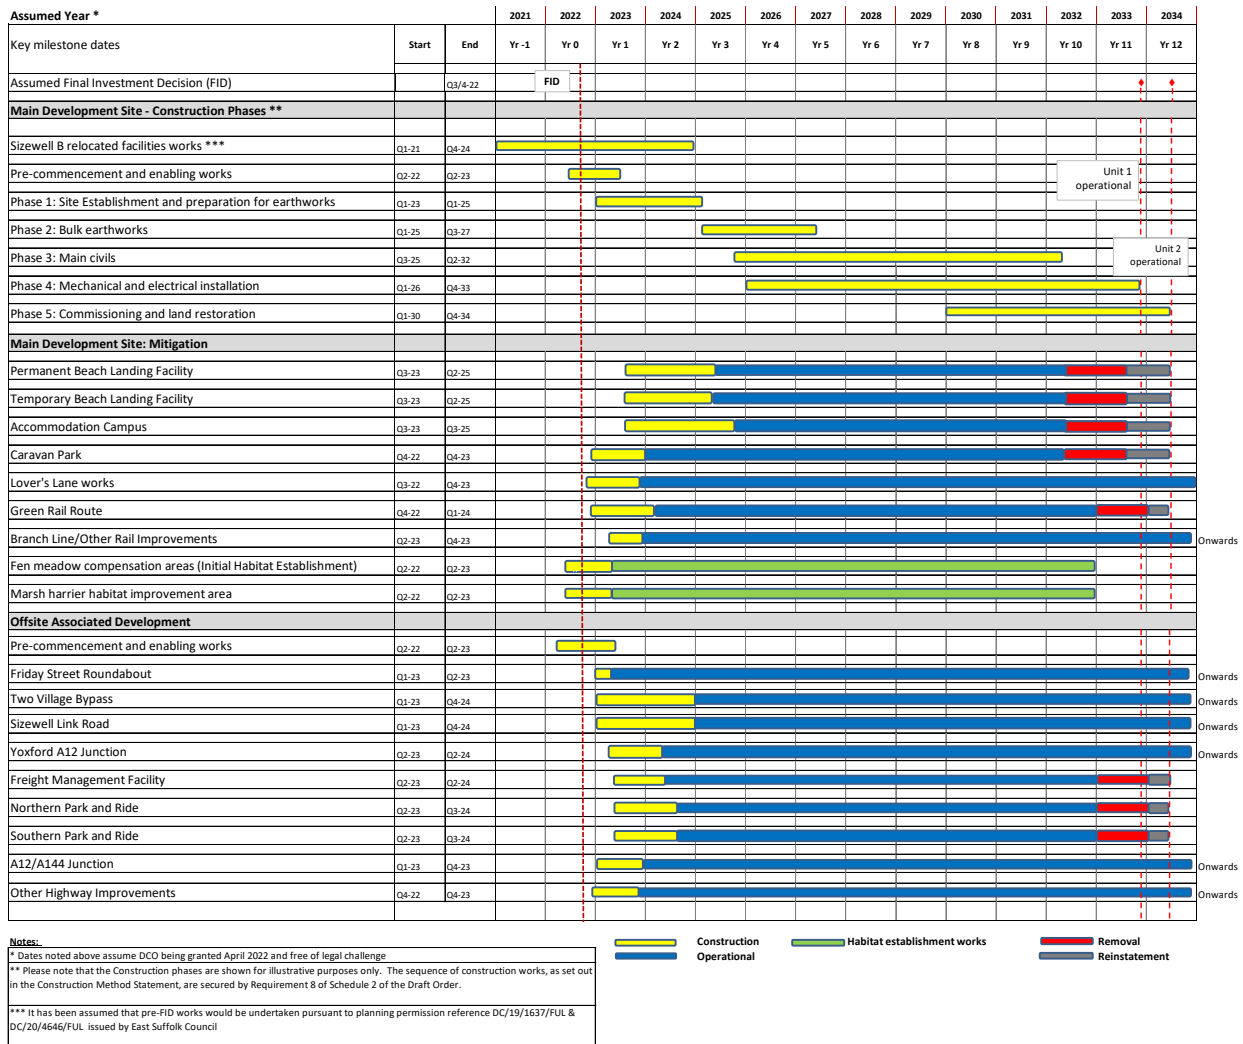 Assumed Year * 2021 2022 2023 2024 2025 2026 2027 2028 2029 2030 2031 2032 2033 2034
Key milestone dates Start End Yr -1 Yr 0 Yr 1 Yr 2 Yr 3 Yr 4 Yr 5 Yr 6 Yr 7 Yr 8 Yr 9 Yr 10 Yr 11 Yr 12
Assumed Final Investment Decision (FID) Q3/4-22 FID
Main Development Site - Construction Phases **
Sizewell B relocated facilities works *** Q1-21 Q4-24
Pre-commencement and enabling works Q2-22 Q2-23
Unit 1
operational
Phase 1: Site Establishment and preparation for earthworks Q1-23 Q1-25
Phase 2: Bulk earthworks Q1-25 Q3-27
Unit 2
operational
Phase 3: Main civils Q3-25 Q2-32
Phase 4: Mechanical and electrical installation Q1-26 Q4-33
Phase 5: Commissioning and land restoration Q1-30 Q4-34
Main Development Site: Mitigation
Permanent Beach Landing Facility Q3-23 Q2-25
Temporary Beach Landing Facility Q3-23 Q2-25
Accommodation Campus Q3-23 Q3-25
Caravan Park Q4-22 Q4-23
Lover's Lane works Q3-22 Q4-23
Green Rail Route Q4-22 Q1-24
Branch Line/Other Rail Improvements Q2-23 Q4-23 Onwards
Fen meadow compensation areas (Initial Habitat Establishment) Q2-22 Q2-23
Marsh harrier habitat improvement area Q2-22 Q2-23
Offsite Associated Development
Pre-commencement and enabling works Q2-22 Q2-23
Friday Street Roundabout Q1-23 Q2-23 Onwards
Two Village Bypass Q1-23 Q4-24 Onwards
Sizewell Link Road Q1-23 Q4-24 Onwards
Yoxford A12 Junction Q2-23 Q2-24 Onwards
Freight Management Facility Q2-23 Q2-24
Northern Park and Ride Q2-23 Q3-24
Southern Park and Ride Q2-23 Q3-24
A12/A144 Junction Q1-23 Q4-23 Onwards
Other Highway Improvements Q4-22 Q4-23 Onwards
Notes:
* Dates noted above assume DCO being granted April 2022 and free of legal challenge
** Please note that the Construction phases are shown for illustrative purposes only. The sequence of construction works, as set out
in the Construction Method Statement, are secured by Requirement 8 of Schedule 2 of the Draft Order.
*** It has been assumed that pre-FID works would be undertaken pursuant to planning permission reference DC/19/1637/FUL &
DC/20/4646/FUL issued by East Suffolk Council
Construction Habitat establishment works Removal
Operational Reinstatement